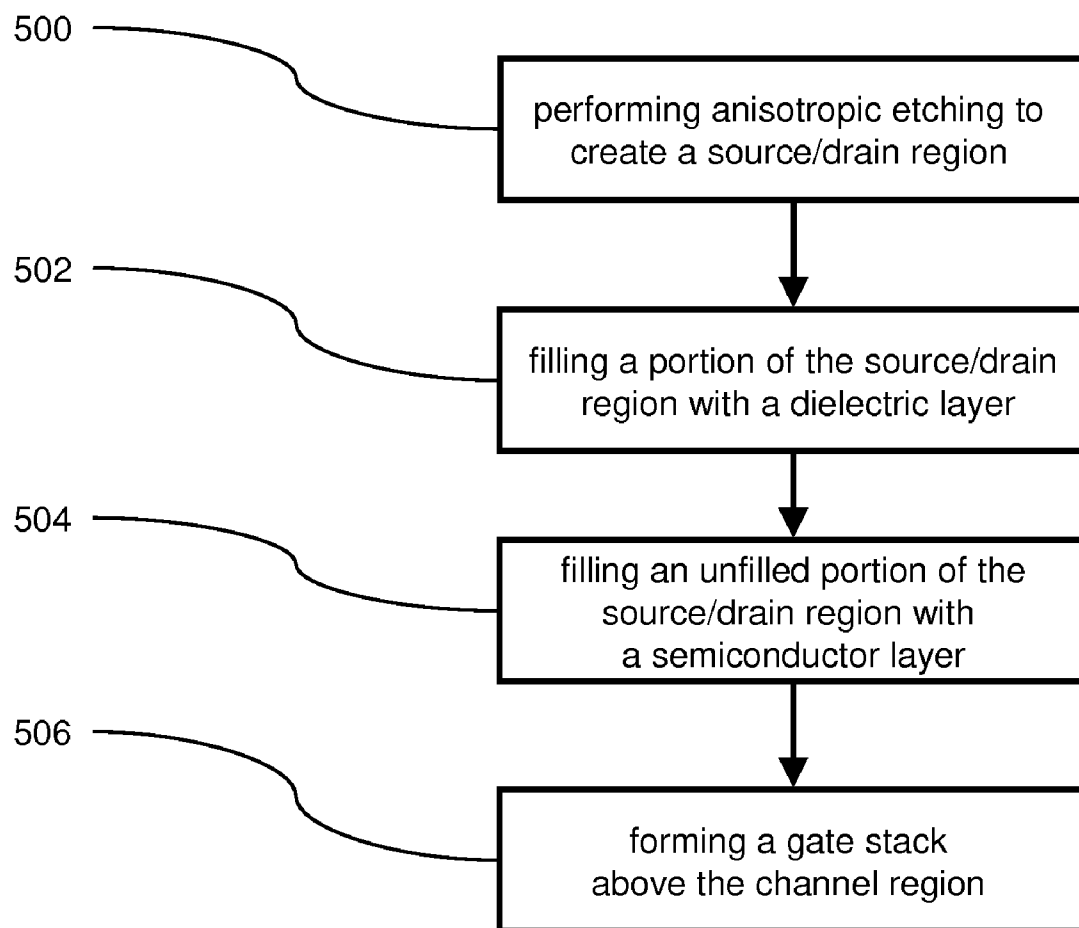 500
performing anisotropic etching to
create a source/drain region
502
filling a portion of the source/drain
region with a dielectric layer
504
filling an unfilled portion of the
source/drain region with
a semiconductor layer
506
forming a gate stack
above the channel region